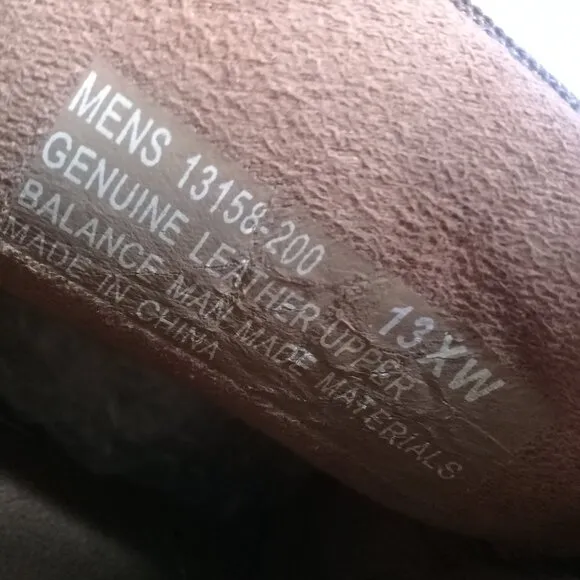 MENS 13158-200 13XW
GENUINE LEATHER UPPER
BALANCE MAN-MADE MATERIALS
MADE IN CHINA